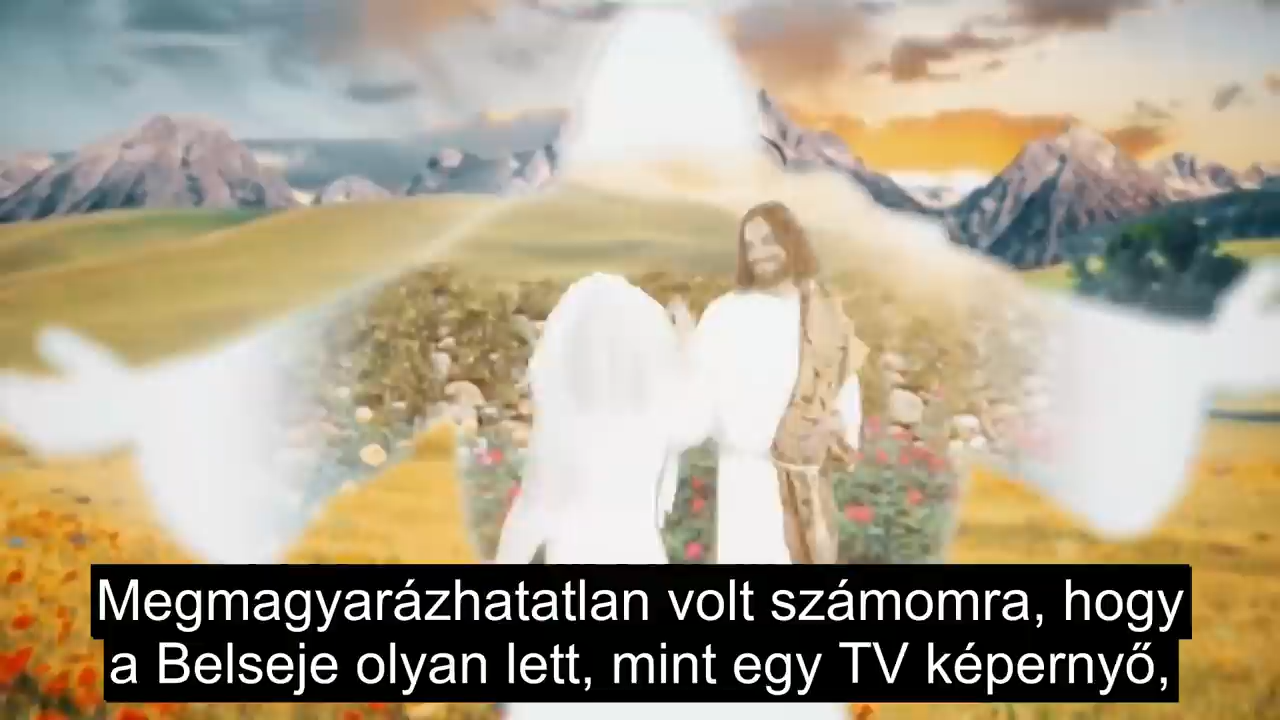 Megmagyarázhatatlan volt számomra, hogy
a Belseje olyan lett, mint egy TV képernyő,